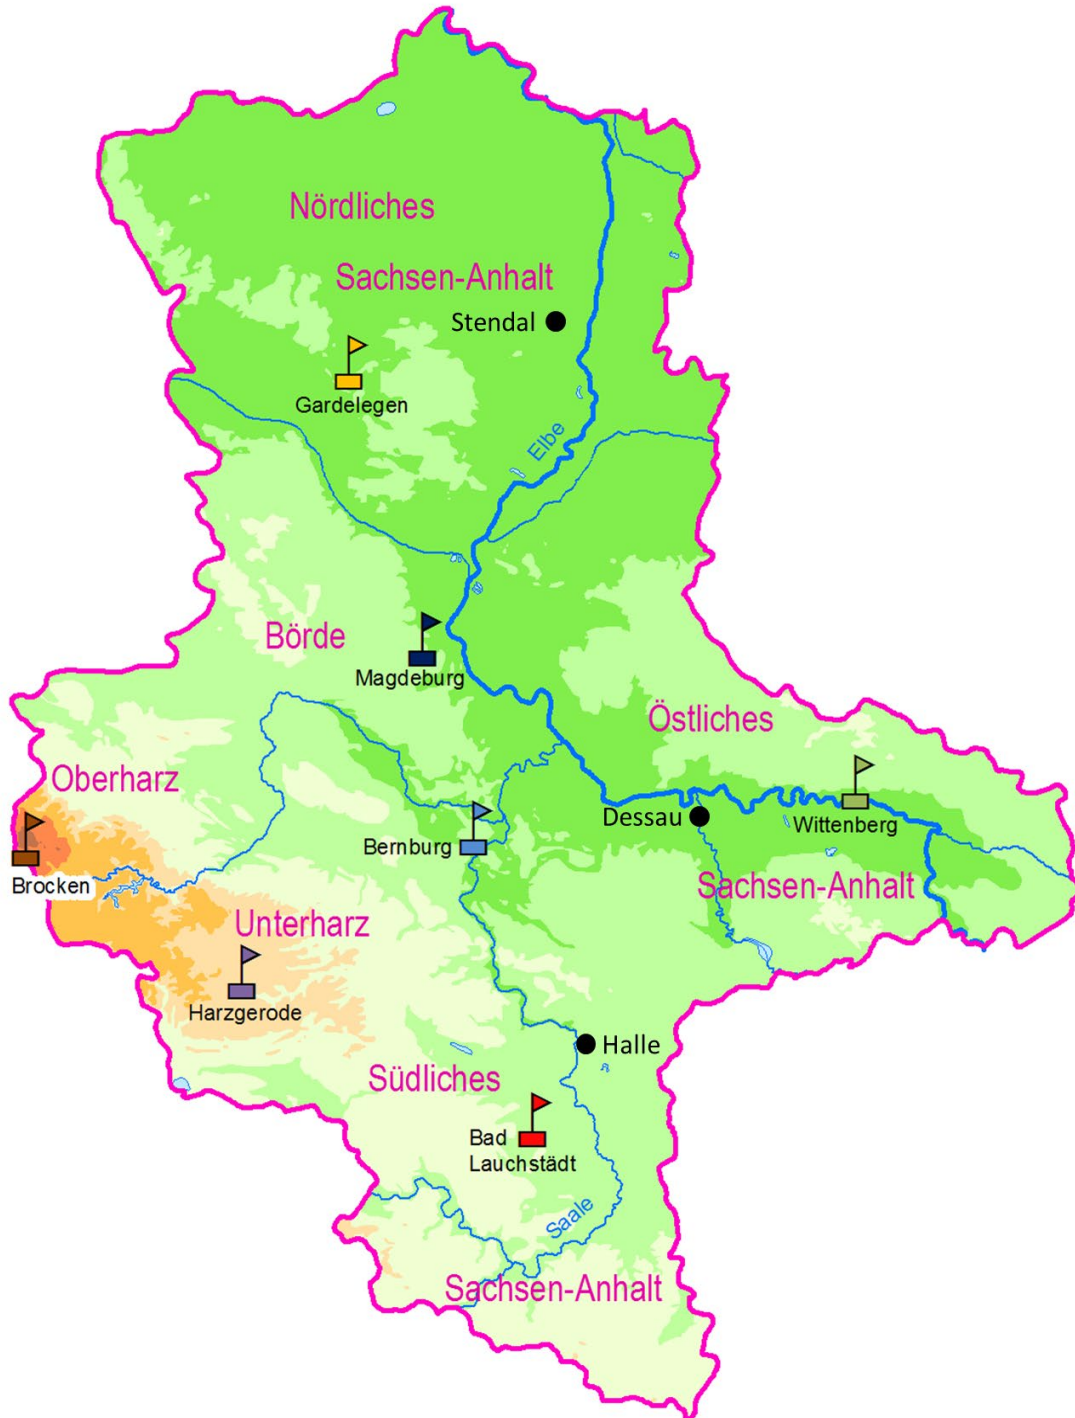 Nördliches
Sachsen-Anhalt
Stendal
Gardelegen
Elbe
Börde
Magdeburg
Östliches
Oberharz
Dessau
Wittenberg
Bernburg
Brocken
Sachsen-Anhalt
Unterharz
Harzgerode
Halle
Südliches
Bad
Lauchstädt
Saale
Sachsen-Anhalt